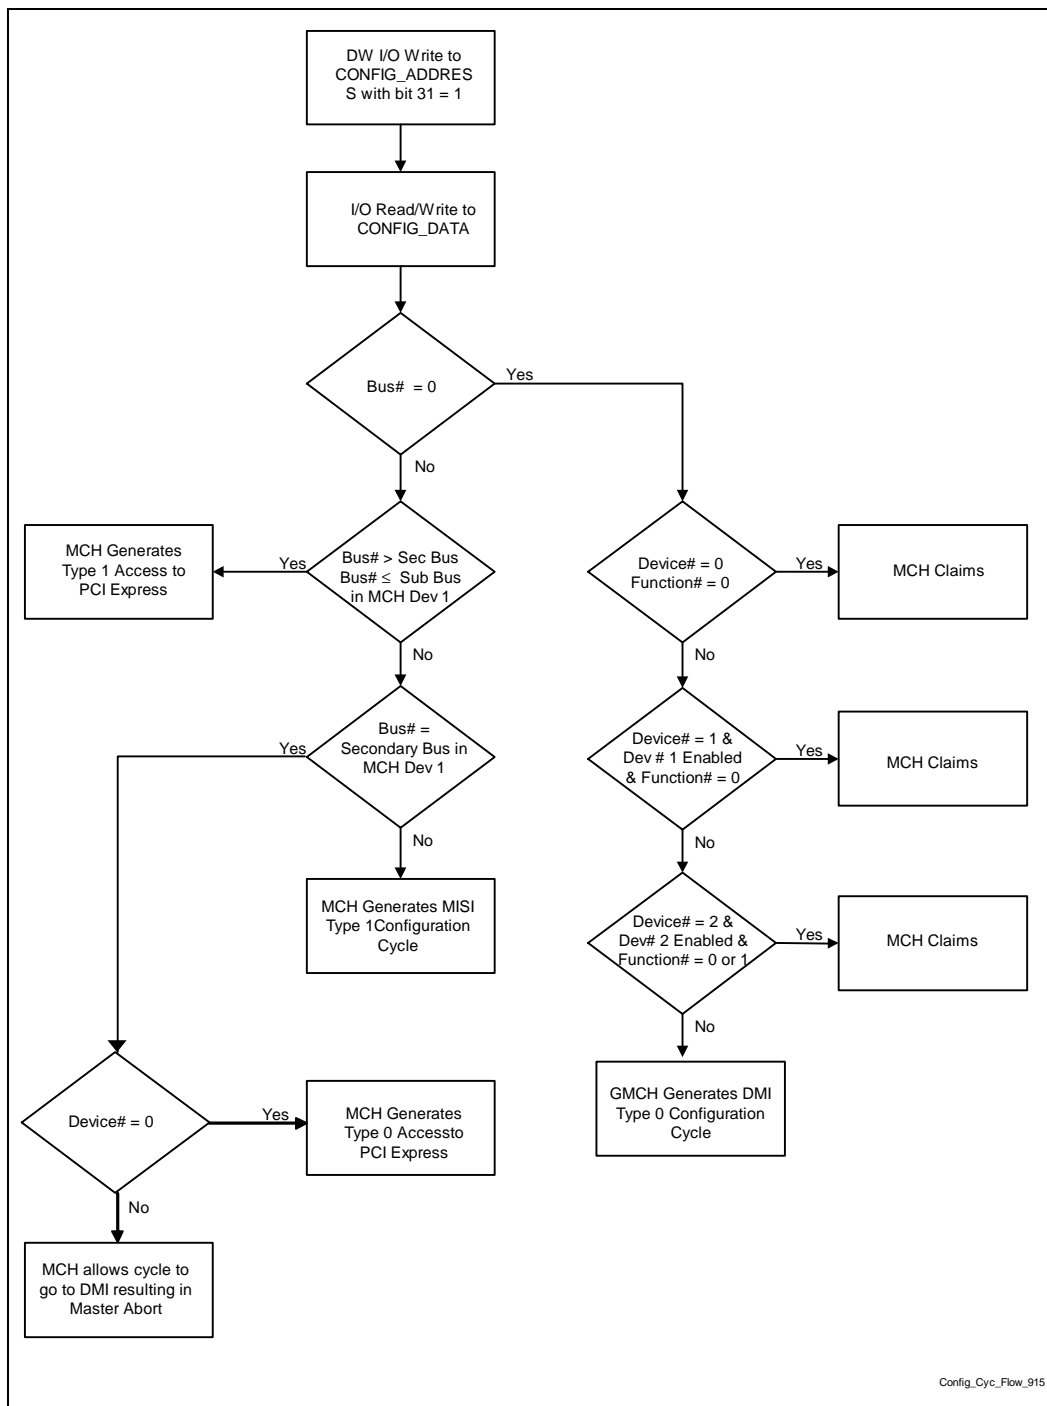 DW I/O Write to
CONFIG_ADDRES
S with bit 31 = 1
I/O Read/Write to
CONFIG_DATA
Bus# = 0
Yes
No
Bus# > Sec Bus
Bus# ≤ Sub Bus
in MCH Dev 1
Yes
MCH Generates
Type 1 Access to
PCI Express
No
Device# = 0
Function# = 0
Yes
MCH Claims
No
Bus# =
Secondary Bus in
MCH Dev 1
Yes
No
Device# = 1 &
Dev # 1 Enabled
& Function# = 0
Yes
MCH Claims
No
MCH Generates MISI
Type 1Configuration
Cycle
Device# = 2 &
Dev# 2 Enabled &
Function# = 0 or 1
Yes
MCH Claims
No
GMCH Generates DMI
Type 0 Configuration
Cycle
Device# = 0
Yes
MCH Generates
Type 0 Accessto
PCI Express
No
MCH allows cycle to
go to DMI resulting in
Master Abort
Config_Cyc_Flow_915